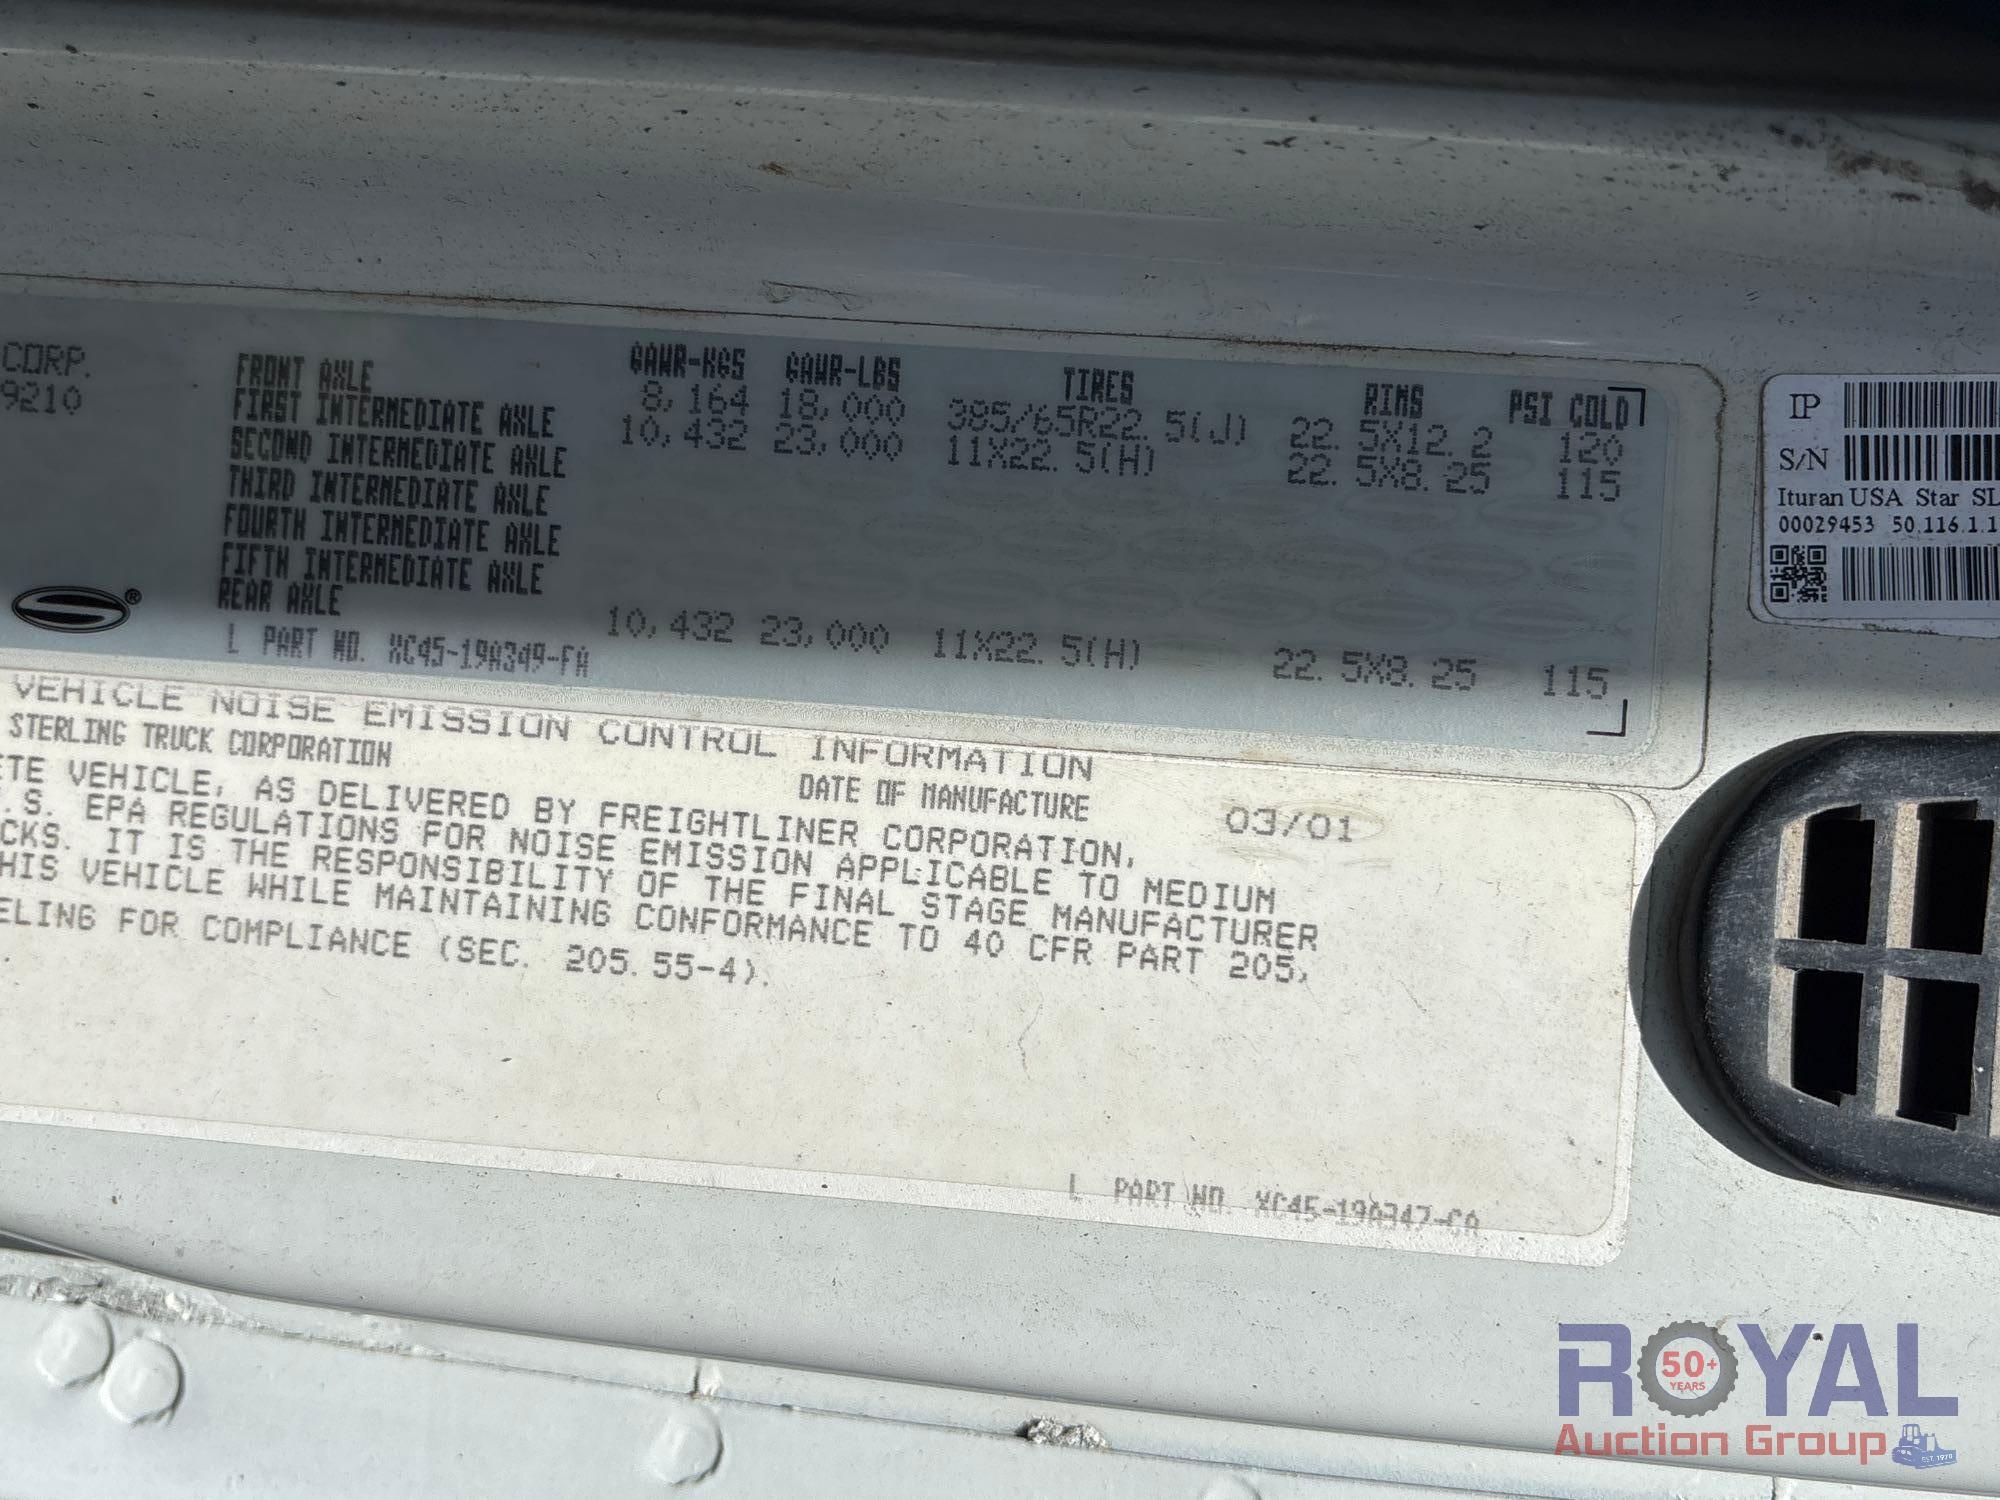 CORP.
9210
GAWR-KGS GAWR-LBS TIRES RIMS PSI COLD
FRONT AXLE 8,164 18,000 385/65R22.5(J) 22.5X12.2 120
FIRST INTERMEDIATE AXLE 10,432 23,000 11X22.5(H) 22.5X8.25 115
SECOND INTERMEDIATE AXLE
THIRD INTERMEDIATE AXLE
FOURTH INTERMEDIATE AXLE
FIFTH INTERMEDIATE AXLE
REAR AXLE 10,432 23,000 11X22.5(H) 22.5X8.25 115
L PART NO. XC45-19A349-FA
®
VEHICLE NOISE EMISSION CONTROL INFORMATION
STERLING TRUCK CORPORATION DATE OF MANUFACTURE 03/01
ETE VEHICLE, AS DELIVERED BY FREIGHTLINER CORPORATION,
.S. EPA REGULATIONS FOR NOISE EMISSION APPLICABLE TO MEDIUM
CKS. IT IS THE RESPONSIBILITY OF THE FINAL STAGE MANUFACTURER
HIS VEHICLE WHILE MAINTAINING CONFORMANCE TO 40 CFR PART 205,
ELING FOR COMPLIANCE (SEC. 205.55-4).
L PART NO. XC45-19A347-CA
IP
S/N
Ituran USA Star SL
00029453 50.116.1.1
ROYAL
50+
YEARS
Auction Group
EST. 1970